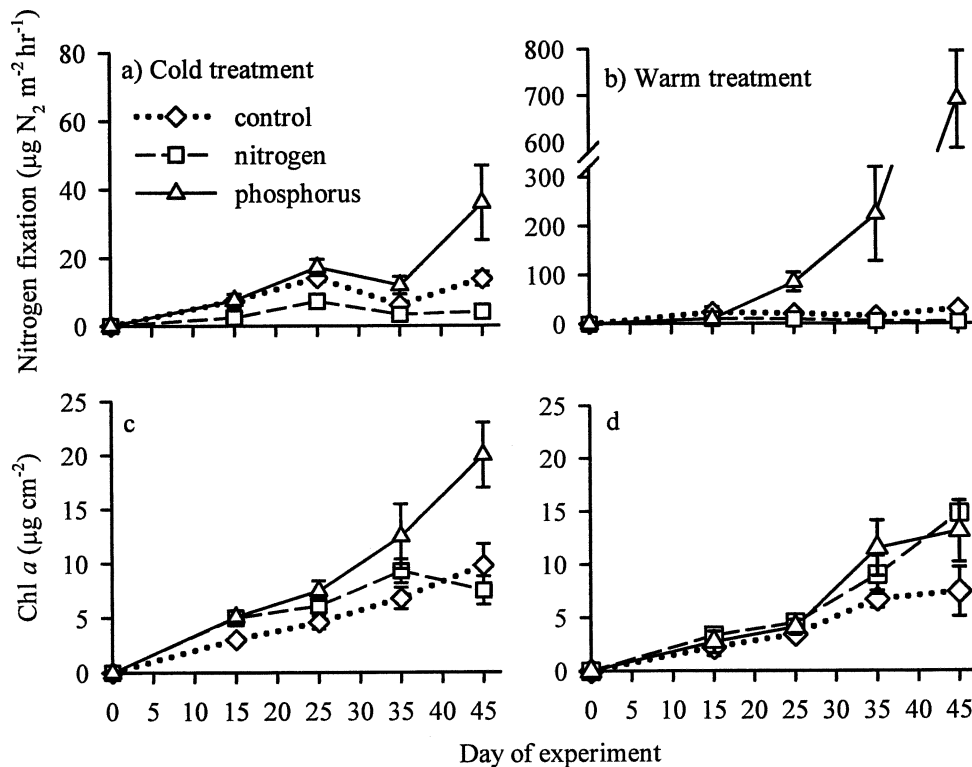 Nitrogen fixation (µg N₂ m⁻² hr⁻¹)
80
60
40
20
0
a) Cold treatment
control
nitrogen
phosphorus
800
700
600
300
200
100
0
b) Warm treatment
Chl a (µg cm⁻²)
25
20
15
10
5
0
c
0 5 10 15 20 25 30 35 40 45
25
20
15
10
5
0
d
0 5 10 15 20 25 30 35 40 45
Day of experiment